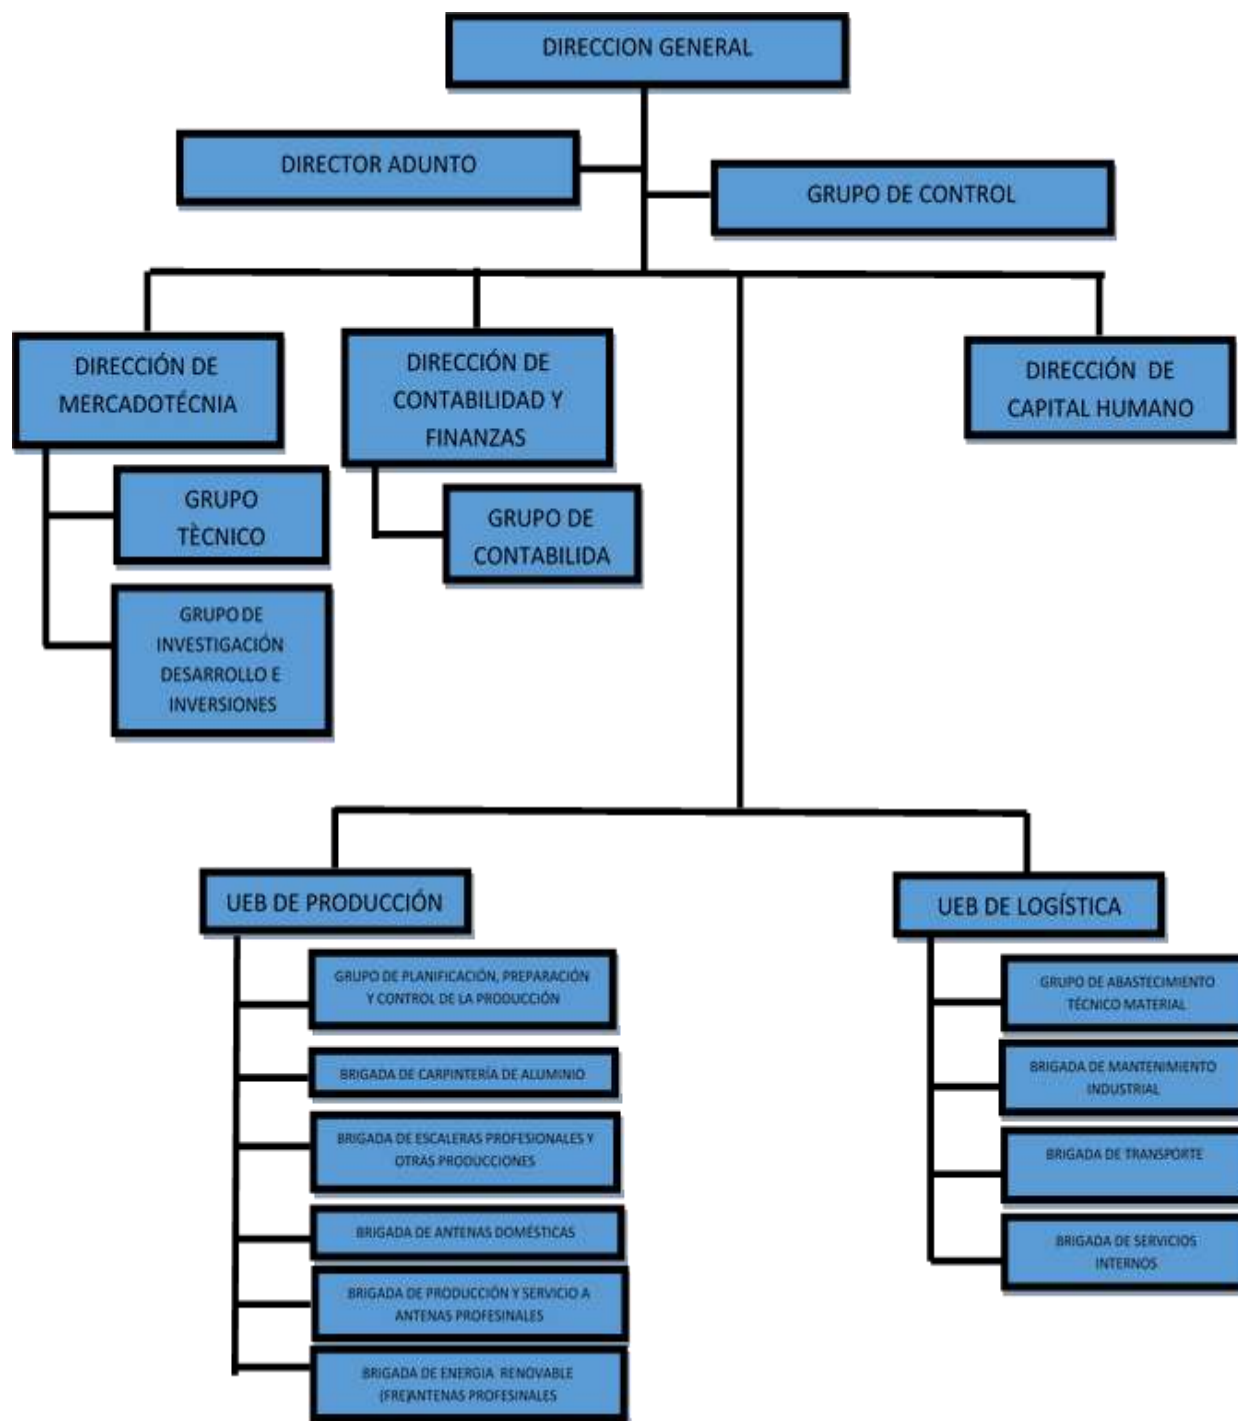 DIRECCION GENERAL
DIRECTOR ADUNTO
GRUPO DE CONTROL
DIRECCIÓN DE
MERCADOTÉCNIA
DIRECCIÓN DE
CONTABILIDAD Y
FINANZAS
DIRECCIÓN DE
CAPITAL HUMANO
GRUPO
TÈCNICO
GRUPO DE
CONTABILIDA
GRUPO DE
INVESTIGACIÓN
DESARROLLO E
INVERSIONES
UEB DE PRODUCCIÓN
GRUPO DE PLANIFICACIÓN, PREPARACIÓN
Y CONTROL DE LA PRODUCCIÓN
BRIGADA DE CARPINTERÍA DE ALUMINIO
BRIGADA DE ESCALERAS PROFESIONALES Y
OTRAS PRODUCCIONES
BRIGADA DE ANTENAS DOMÉSTICAS
BRIGADA DE PRODUCCIÓN Y SERVICIO A
ANTENAS PROFESINALES
BRIGADA DE ENERGIA RENOVABLE
(FRE)ANTENAS PROFESINALES
UEB DE LOGÍSTICA
GRUPO DE ABASTECIMIENTO
TÉCNICO MATERIAL
BRIGADA DE MANTENIMIENTO
INDUSTRIAL
BRIGADA DE TRANSPORTE
BRIGADA DE SERVICIOS
INTERNOS